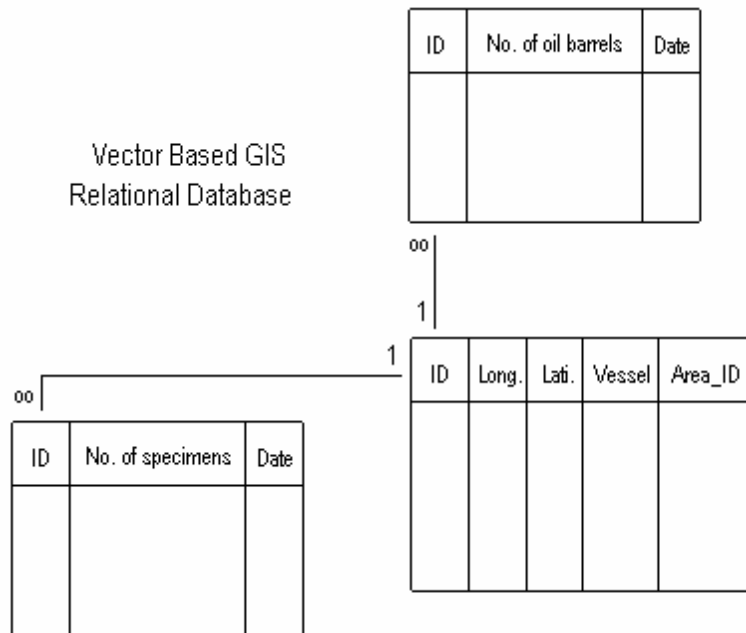 ID No. of oil barrels Date
Vector Based GIS
Relational Database
oo
1
1
ID Long. Lati. Vessel Area_ID
oo
ID No. of specimens Date